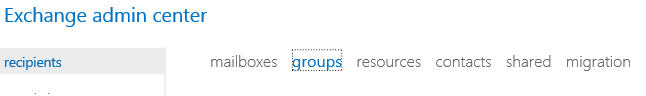 Exchange admin center
recipients
mailboxes groups resources contacts shared migration